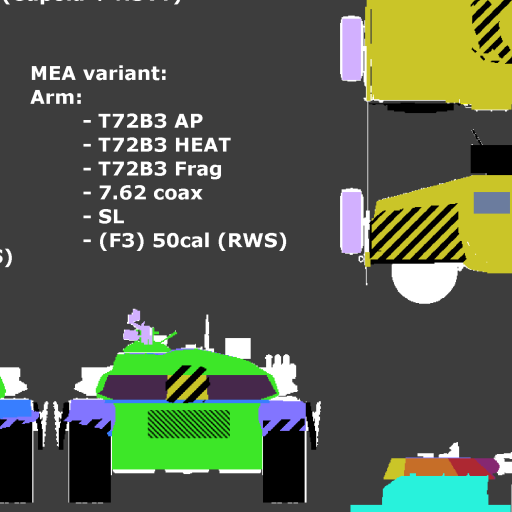 MEA variant:
Arm:
- T72B3 AP
- T72B3 HEAT
- T72B3 Frag
- 7.62 coax
- SL
- (F3) 50cal (RWS)